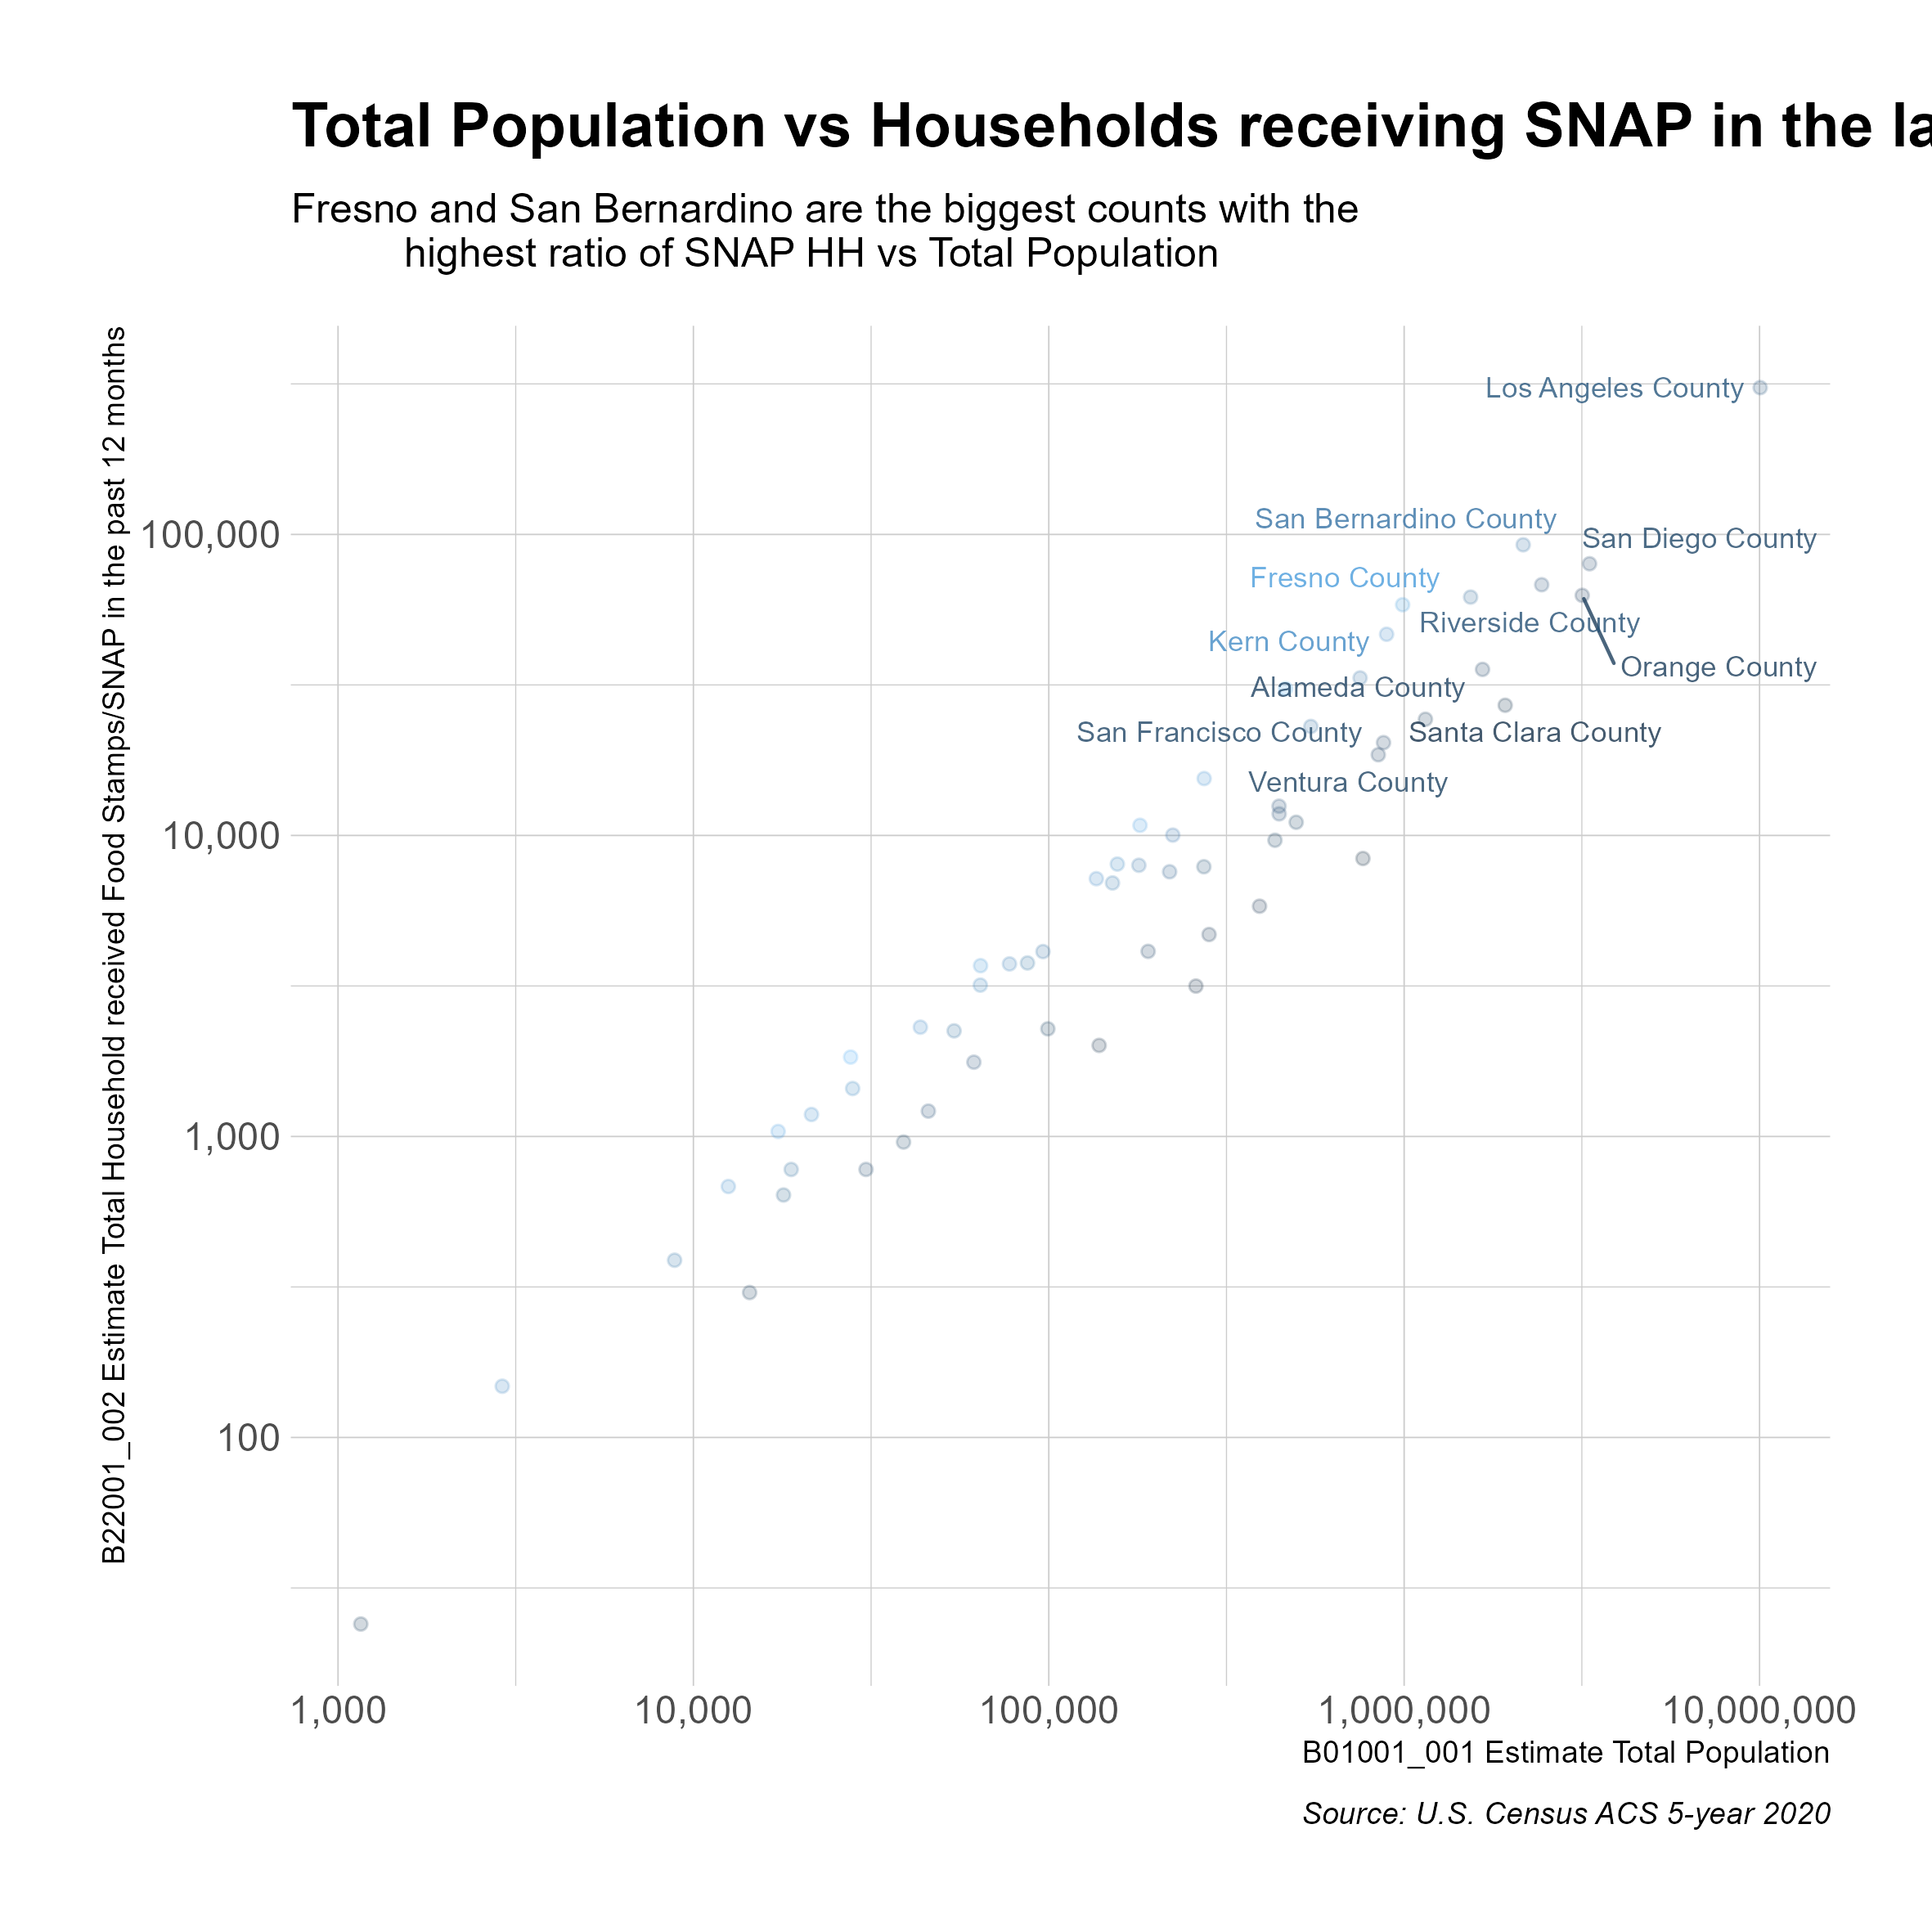 Total Population vs Households receiving SNAP in the la
Fresno and San Bernardino are the biggest counts with the
highest ratio of SNAP HH vs Total Population
B22001_002 Estimate Total Household received Food Stamps/SNAP in the past 12 months
100,000
10,000
1,000
100
Los Angeles County
San Bernardino County
San Diego County
Fresno County
Riverside County
Kern County
Orange County
Alameda County
San Francisco County
Santa Clara County
Ventura County
1,000
10,000
100,000
1,000,000
10,000,000
B01001_001 Estimate Total Population
Source: U.S. Census ACS 5-year 2020